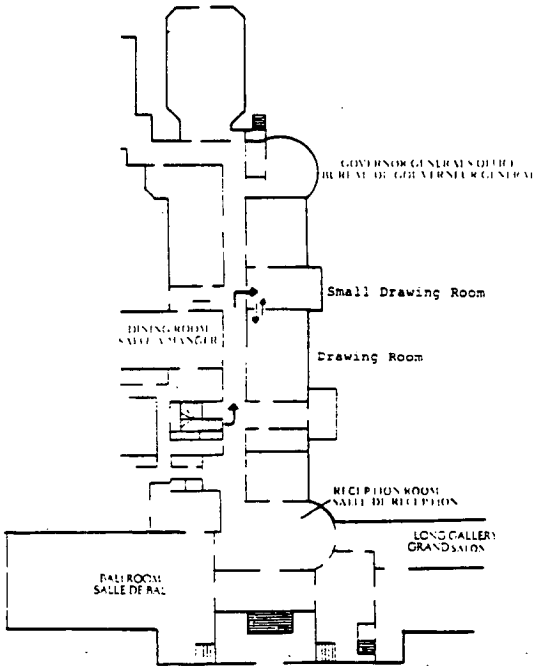 GOVERNOR GENERAL'S OFFICE
BUREAU DE GOUVERNEUR GENERAL
Small Drawing Room
DINING ROOM
SALLE A MANGER
Drawing Room
RECEPTION ROOM
SALLE DE RECEPTION
LONG GALLERY
GRAND SALON
BALLROOM
SALLE DE BAL